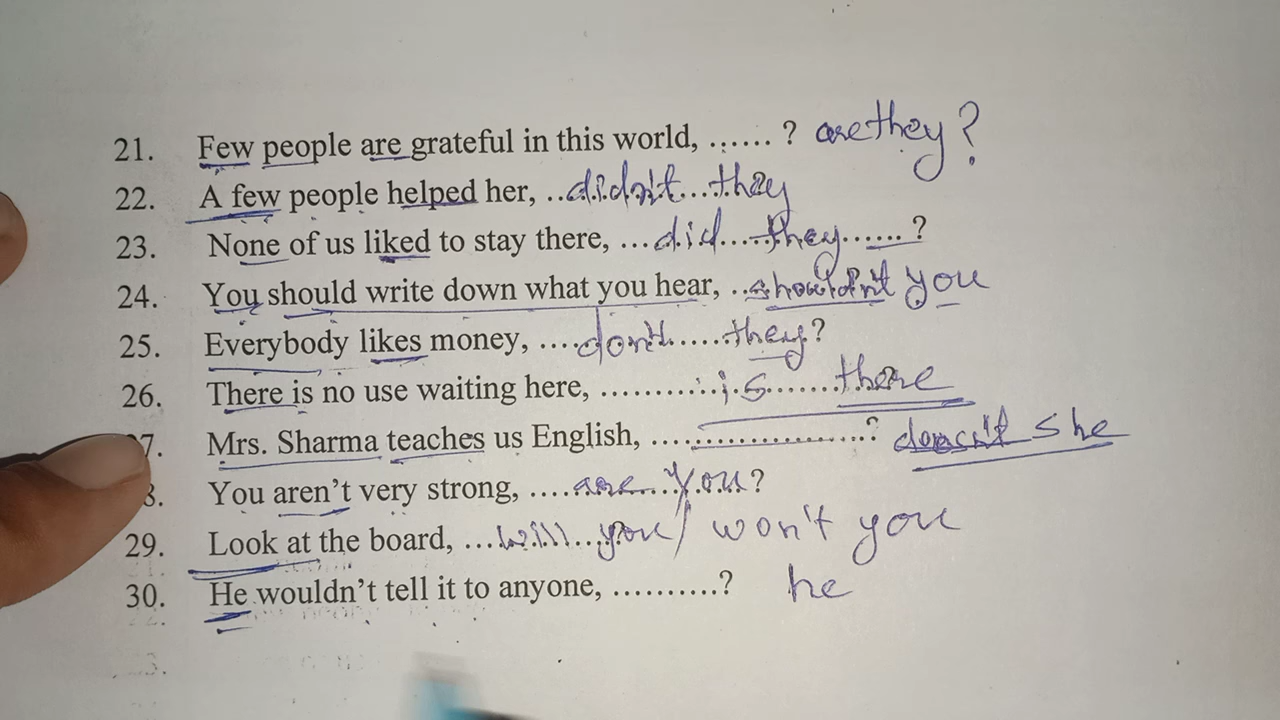 21. Few people are grateful in this world, ......? are they?
22. A few people helped her, ..didn't...they?
23. None of us liked to stay there, ...did.....they......?
24. You should write down what you hear, ..shouldn't you
25. Everybody likes money, ....don't......they?
26. There is no use waiting here, ..........is.......there
7. Mrs. Sharma teaches us English, ......................? doesn't she
8. You aren't very strong, ....are...you?
29. Look at the board, ...will...you?/ won't you
30. He wouldn't tell it to anyone, ..........? he